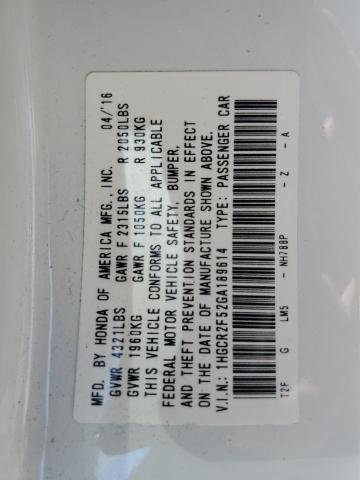 MFD. BY HONDA OF AMERICA MFG., INC. 04/'16
GVWR 4321LBS GAWR F 2315LBS R 2050LBS
GVWR 1960KG GAWR F 1050KG R 930KG
THIS VEHICLE CONFORMS TO ALL APPLICABLE
FEDERAL MOTOR VEHICLE SAFETY, BUMPER,
AND THEFT PREVENTION STANDARDS IN EFFECT
ON THE DATE OF MANUFACTURE SHOWN ABOVE.
V.I.N.: 1HGCR2F52GA189614 TYPE: PASSENGER CAR
T2F G LM5 - NH788P - Z - A